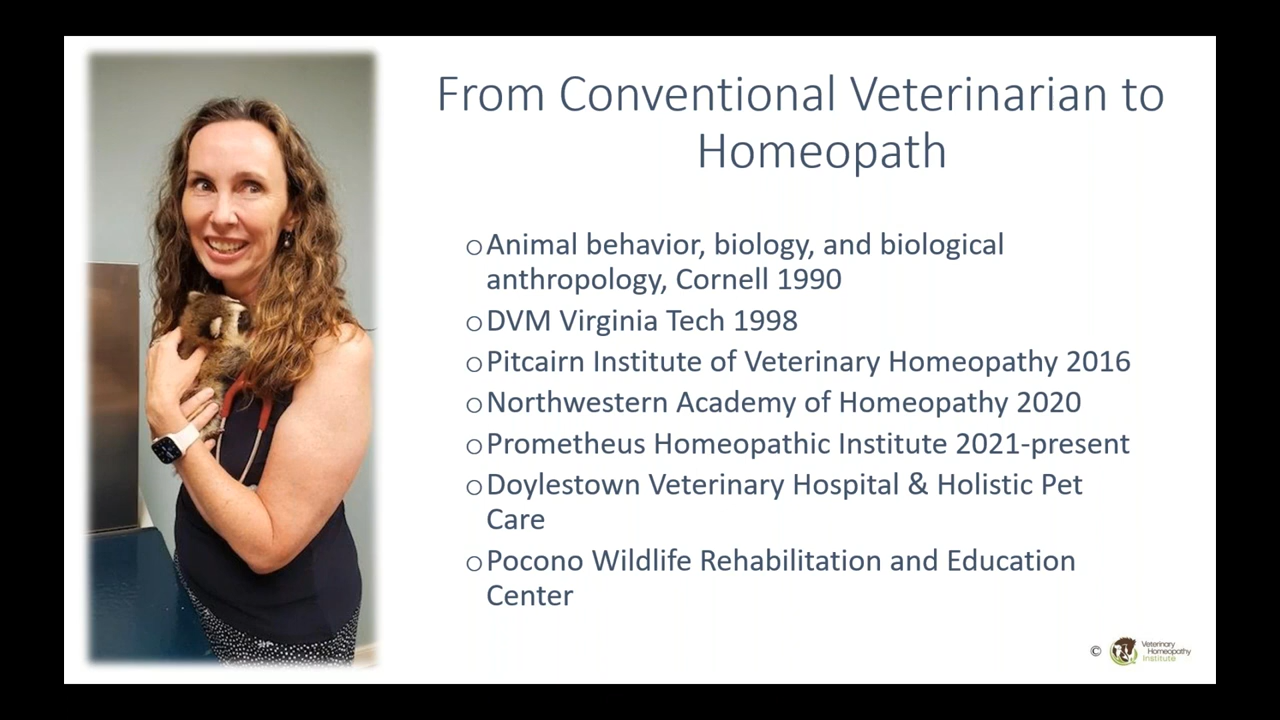 From Conventional Veterinarian to
Homeopath
○Animal behavior, biology, and biological
anthropology, Cornell 1990
○DVM Virginia Tech 1998
○Pitcairn Institute of Veterinary Homeopathy 2016
○Northwestern Academy of Homeopathy 2020
○Prometheus Homeopathic Institute 2021-present
○Doylestown Veterinary Hospital & Holistic Pet
Care
○Pocono Wildlife Rehabilitation and Education
Center
©
Veterinary
Homeopathy
Institute